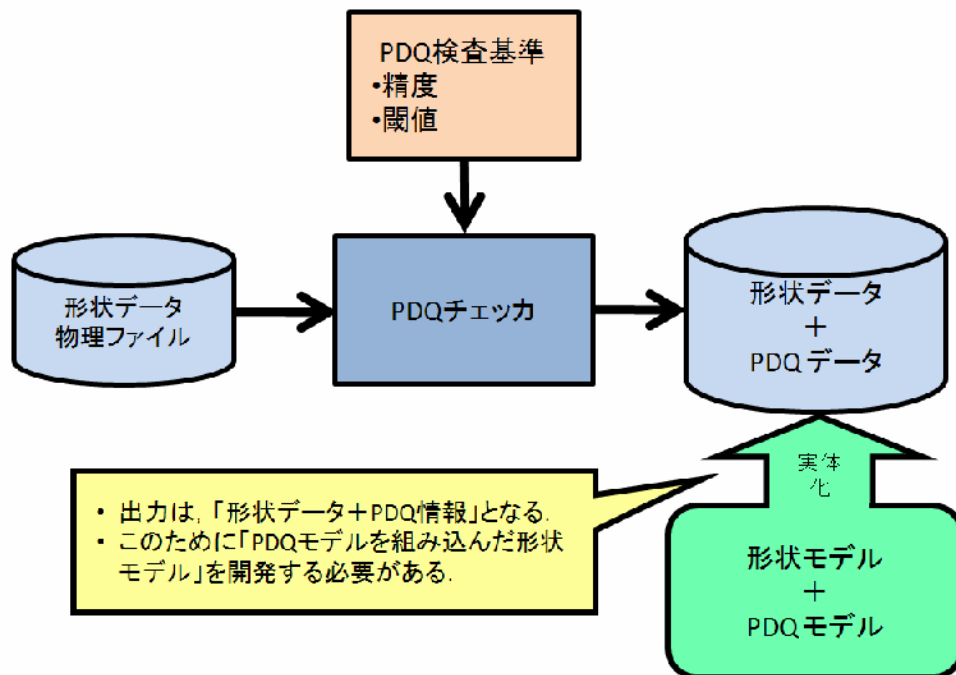 PDQ検査基準
•精度
•閾値
形状データ
物理ファイル
PDQチェッカ
形状データ
＋
PDQデータ
実体
化
• 出力は,「形状データ＋PDQ情報」となる.
• このために「PDQモデルを組み込んだ形状
モデル」を開発する必要がある.
形状モデル
＋
PDQモデル